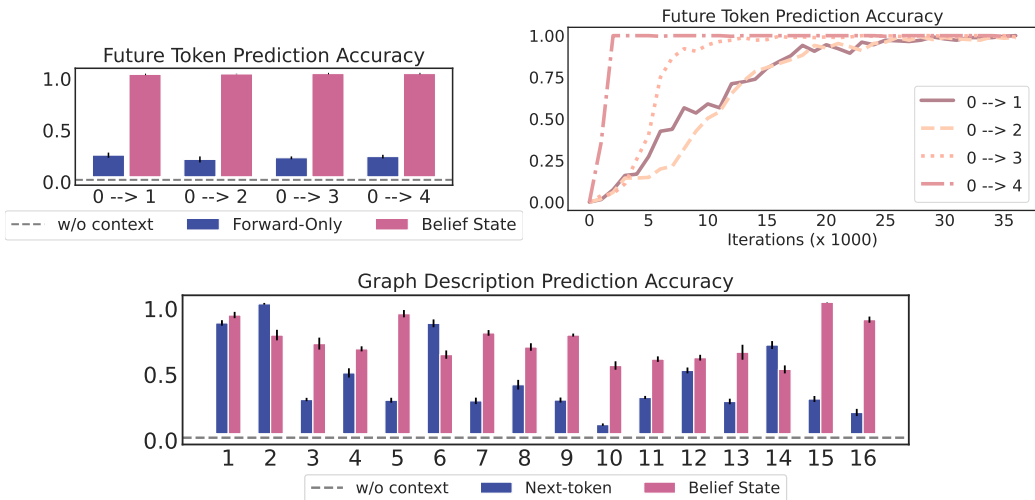 Future Token Prediction Accuracy
1.0
0.5
0.0
0 --> 1 0 --> 2 0 --> 3 0 --> 4
w/o context Forward-Only Belief State
Future Token Prediction Accuracy
1.00
0.75
0.50
0.25
0.00
0 --> 1
0 --> 2
0 --> 3
0 --> 4
0 5 10 15 20 25 30 35
Iterations (x 1000)
Graph Description Prediction Accuracy
1.0
0.5
0.0
1 2 3 4 5 6 7 8 9 10 11 12 13 14 15 16
w/o context Next-token Belief State